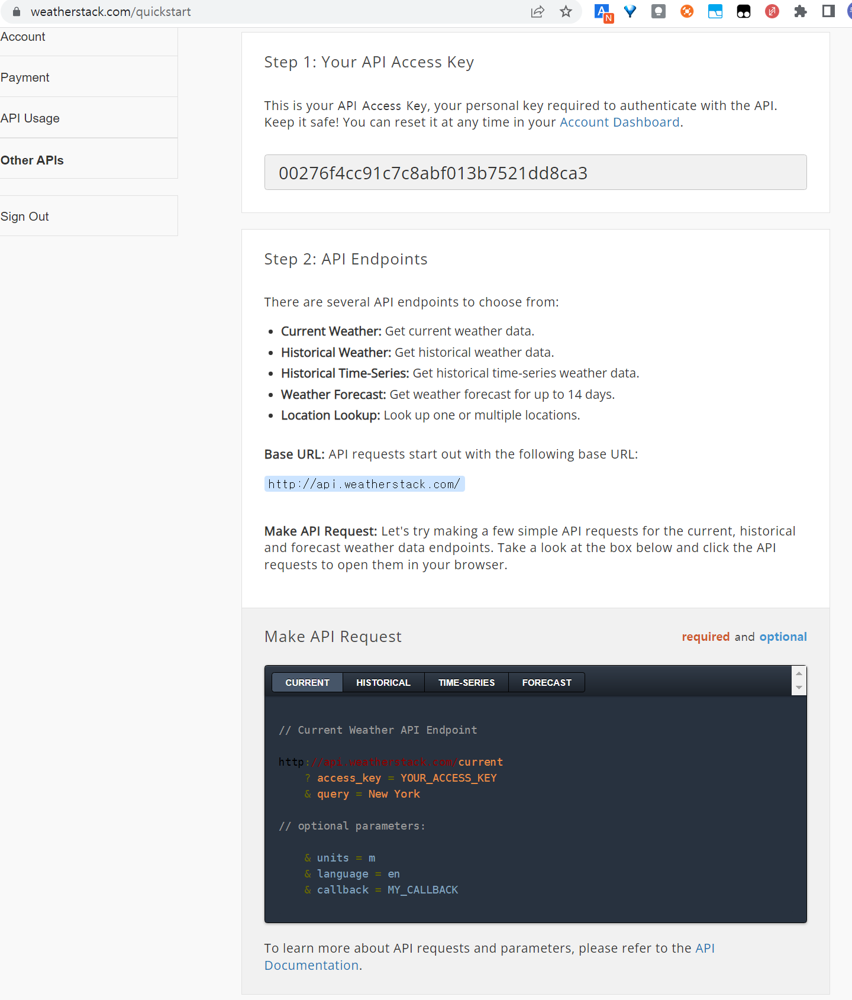 weatherstack.com/quickstart
Account
Payment
API Usage
Other APIs
Sign Out
Step 1: Your API Access Key
This is your API Access Key, your personal key required to authenticate with the API.
Keep it safe! You can reset it at any time in your Account Dashboard.
00276f4cc91c7c8abf013b7521dd8ca3
Step 2: API Endpoints
There are several API endpoints to choose from:
• Current Weather: Get current weather data.
• Historical Weather: Get historical weather data.
• Historical Time-Series: Get historical time-series weather data.
• Weather Forecast: Get weather forecast for up to 14 days.
• Location Lookup: Look up one or multiple locations.
Base URL: API requests start out with the following base URL:
http://api.weatherstack.com/
Make API Request: Let's try making a few simple API requests for the current, historical
and forecast weather data endpoints. Take a look at the box below and click the API
requests to open them in your browser.
Make API Request
required and optional
CURRENT HISTORICAL TIME-SERIES FORECAST
// Current Weather API Endpoint
http://api.weatherstack.com/current
? access_key = YOUR_ACCESS_KEY
& query = New York
// optional parameters:
& units = m
& language = en
& callback = MY_CALLBACK
To learn more about API requests and parameters, please refer to the API
Documentation.